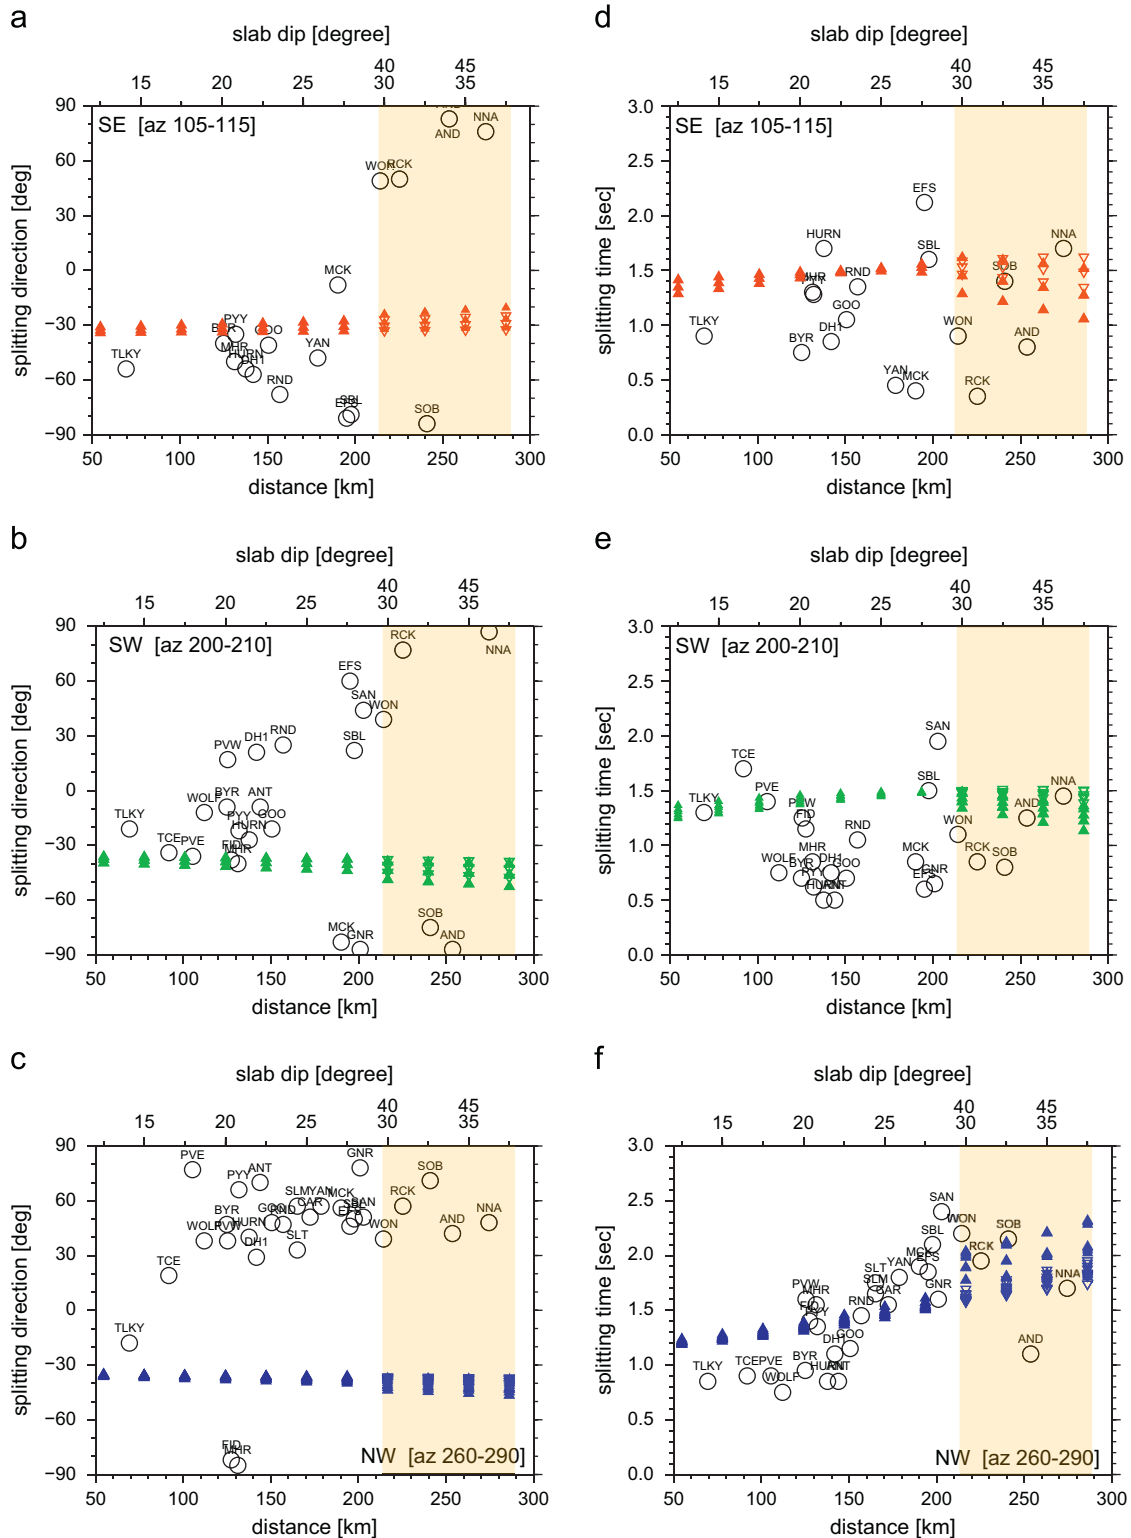 a
slab dip [degree]
40 45
15 20 25 30 35
SE [az 105-115]
90
60
30
0
−30
−60
−90
splitting direction [deg]
AND
NNA
WON
RCK
MCK
PYY
BYR
GOO
MHR
HURN
DH1
YAN
TLKY
RND
SBL
EFS
SOB
50 100 150 200 250 300
distance [km]
d
slab dip [degree]
40 45
15 20 25 30 35
SE [az 105-115]
3.0
2.5
2.0
1.5
1.0
0.5
0.0
splitting time [sec]
EFS
HURN
SBL
NNA
MHR
PYY
RND
SOB
GOO
TLKY
BYR
DH1
WON
AND
YAN
MCK
RCK
50 100 150 200 250 300
distance [km]
b
slab dip [degree]
40 45
15 20 25 30 35
SW [az 200-210]
90
60
30
0
−30
−60
−90
splitting direction [deg]
RCK
NNA
EFS
SAN
WON
PVW
DH1
RND
SBL
WOLF
BYR
ANT
TLKY
PYY
GOO
HURN
TCE
PVE
FID
MHR
MCK
GNR
SOB
AND
50 100 150 200 250 300
distance [km]
e
slab dip [degree]
40 45
15 20 25 30 35
SW [az 200-210]
3.0
2.5
2.0
1.5
1.0
0.5
0.0
splitting time [sec]
SAN
TCE
SBL
PVE
NNA
TLKY
PVW
FID
AND
WON
RND
MHR
DH1
MCK
RCK
SOB
WOLF
BYR
GOO
PYY
GNR
EFS
HURN
ANT
50 100 150 200 250 300
distance [km]
c
slab dip [degree]
40 45
15 20 25 30 35
90
60
30
0
−30
−60
−90
splitting direction [deg]
PVE
ANT
PYY
GNR
SOB
SLM
YAN
MCK
RCK
CAR
SBL
SAN
EFS
BYR
GOO
RND
NNA
WOLF
PVW
HURN
WON
AND
DH1
SLT
TCE
TLKY
FID
MHR
NW [az 260-290]
50 100 150 200 250 300
distance [km]
f
slab dip [degree]
40 45
15 20 25 30 35
3.0
2.5
2.0
1.5
1.0
0.5
0.0
splitting time [sec]
SAN
WON
SOB
SBL
RCK
MCK
EFS
YAN
SLT
SLM
NNA
PVW
MHR
CAR
GNR
FID
PYY
RND
GOO
DH1
AND
TLKY
TCE
PVE
BYR
WOLF
HURN
ANT
NW [az 260-290]
50 100 150 200 250 300
distance [km]